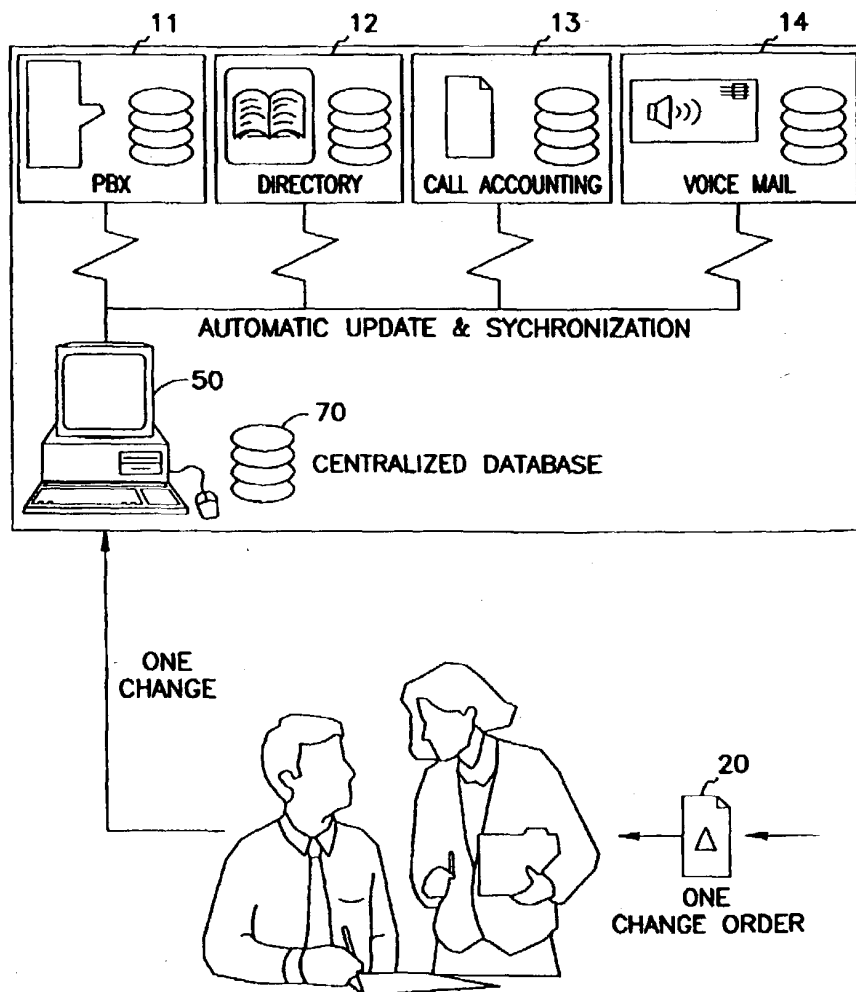 11
12
13
14
PBX
DIRECTORY
CALL ACCOUNTING
VOICE MAIL
AUTOMATIC UPDATE & SYCHRONIZATION
50
70
CENTRALIZED DATABASE
ONE
CHANGE
20
ONE
CHANGE ORDER